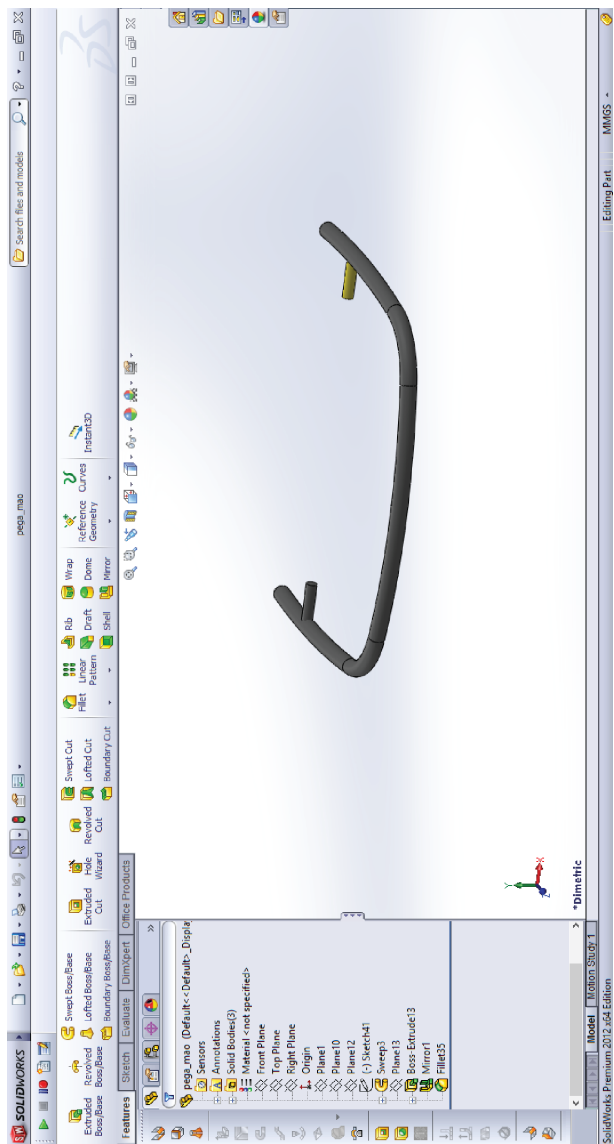 SOLIDWORKS
pega_mao
Search files and models
Extruded Boss/Base
Revolved Boss/Base
Swept Boss/Base
Lofted Boss/Base
Boundary Boss/Base
Extruded Cut
Hole Wizard
Revolved Cut
Swept Cut
Lofted Cut
Boundary Cut
Fillet
Linear Pattern
Rib
Draft
Shell
Wrap
Dome
Mirror
Reference Geometry
Curves
Instant3D
Features
Sketch
Evaluate
DimXpert
Office Products
pega_mao (Default<<Default>_Displa
Sensors
Annotations
Solid Bodies(3)
Material <not specified>
Front Plane
Top Plane
Right Plane
Origin
Plane1
Plane10
Plane12
(-) Sketch41
Sweep3
Plane13
Boss-Extrude13
Mirror1
Fillet35
Y
X
Z
*Dimetric
Model
Motion Study 1
SolidWorks Premium 2012 x64 Edition
Editing Part
MMGS